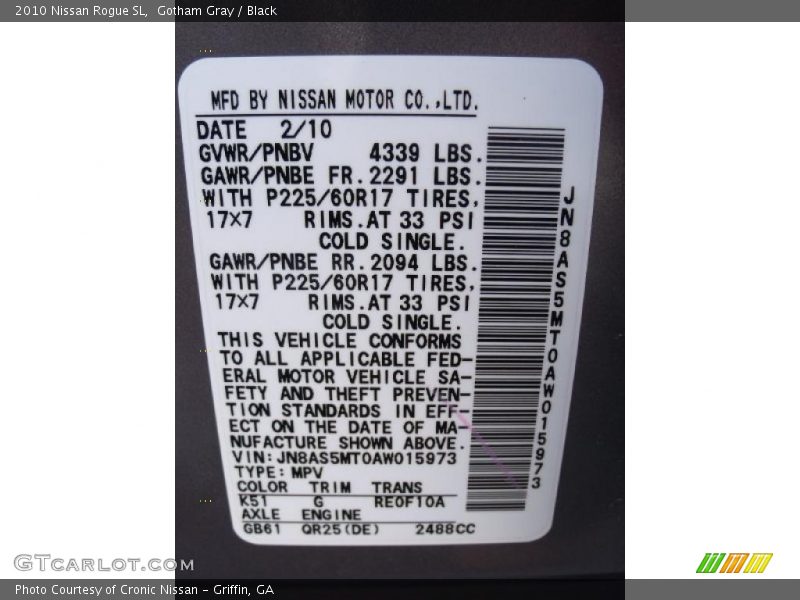 2010 Nissan Rogue SL,  Gotham Gray / Black
MFD BY NISSAN MOTOR CO.,LTD.
DATE 2/10
GVWR/PNBV 4339 LBS.
GAWR/PNBE FR.2291 LBS.
WITH P225/60R17 TIRES,
17×7 RIMS.AT 33 PSI
COLD SINGLE.
GAWR/PNBE RR.2094 LBS.
WITH P225/60R17 TIRES,
17×7 RIMS.AT 33 PSI
COLD SINGLE.
THIS VEHICLE CONFORMS
TO ALL APPLICABLE FED-
ERAL MOTOR VEHICLE SA-
FETY AND THEFT PREVEN-
TION STANDARDS IN EFF-
ECT ON THE DATE OF MA-
NUFACTURE SHOWN ABOVE.
VIN:JN8AS5MT0AW015973
TYPE:MPV
COLOR TRIM TRANS
K51 G RE0F10A
AXLE ENGINE
GB61 QR25(DE) 2488CC
JN8AS5MT0AW015973
GTCarLot.com
Photo Courtesy of Cronic Nissan - Griffin, GA